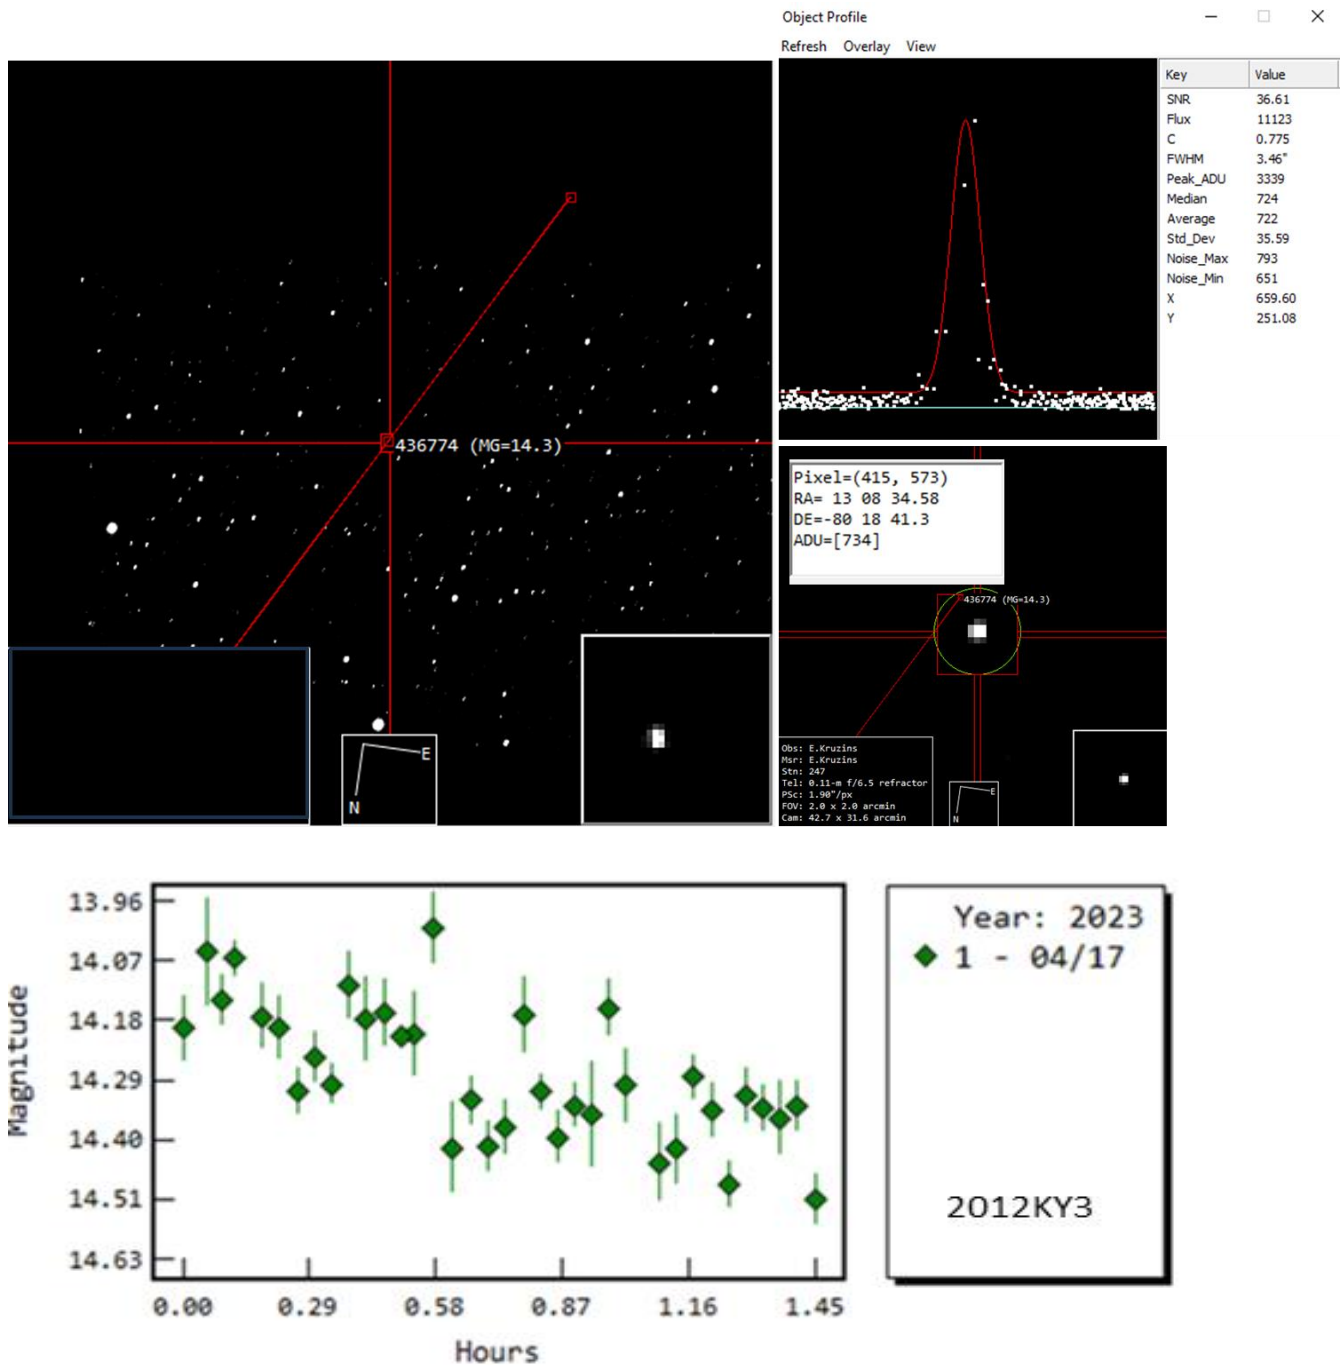 Object Profile
Refresh Overlay View
Key Value
SNR 36.61
Flux 11123
C 0.775
FWHM 3.46"
Peak_ADU 3339
Median 724
Average 722
Std_Dev 35.59
Noise_Max 793
Noise_Min 651
X 659.60
Y 251.08
436774 (MG=14.3)
E
N
Pixel=(415, 573)
RA= 13 08 34.58
DE=-80 18 41.3
ADU=[734]
436774 (MG=14.3)
Obs: E.Kruzins
Msr: E.Kruzins
Stn: 247
Tel: 0.11-m f/6.5 refractor
PSc: 1.90"/px
FOV: 2.0 x 2.0 arcmin
Cam: 42.7 x 31.6 arcmin
E
N
Magnitude
13.96
14.07
14.18
14.29
14.40
14.51
14.63
0.00 0.29 0.58 0.87 1.16 1.45
Hours
Year: 2023
1 - 04/17
2012KY3